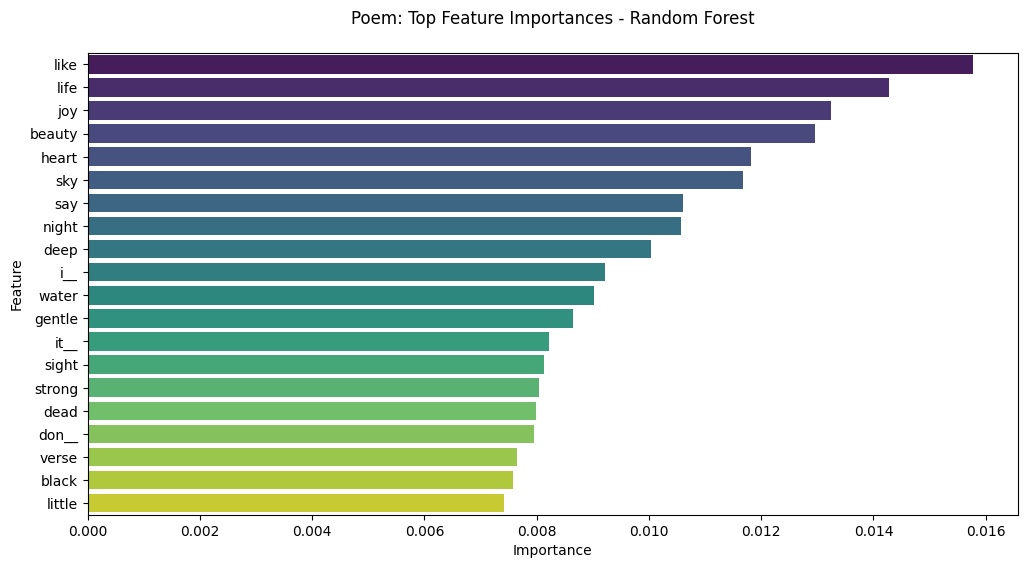 Poem: Top Feature Importances - Random Forest
like
life
joy
beauty
heart
sky
say
night
deep
i__
water
gentle
it__
sight
strong
dead
don__
verse
black
little
Feature
0.000 0.002 0.004 0.006 0.008 0.010 0.012 0.014 0.016
Importance